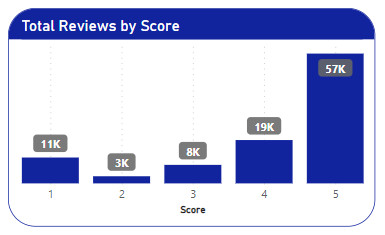 Total Reviews by Score
11K
3K
8K
19K
57K
1 2 3 4 5
Score